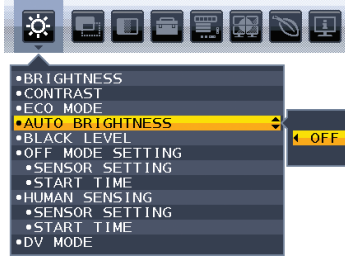 •BRIGHTNESS
•CONTRAST
•ECO MODE
•AUTO BRIGHTNESS
OFF
•BLACK LEVEL
•OFF MODE SETTING
•SENSOR SETTING
•START TIME
•HUMAN SENSING
•SENSOR SETTING
•START TIME
•DV MODE